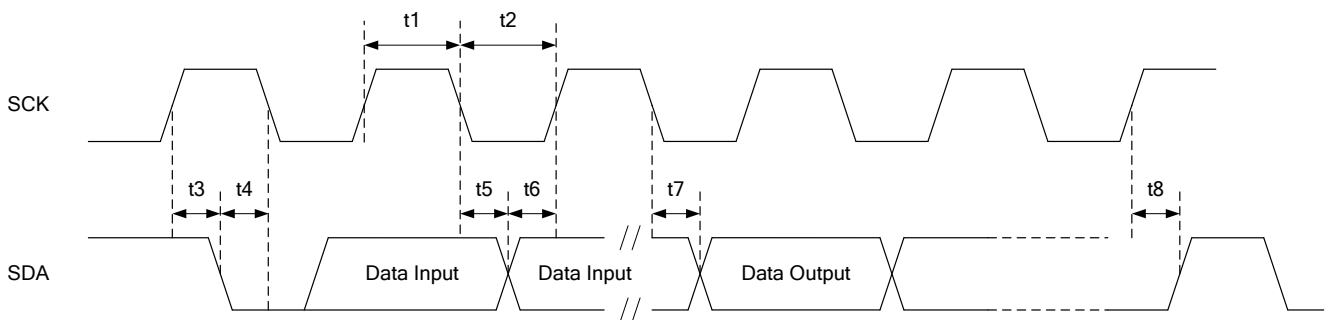 t1
t2
SCK
t3
t4
t5
t6
t7
t8
SDA
Data Input
Data Input
Data Output